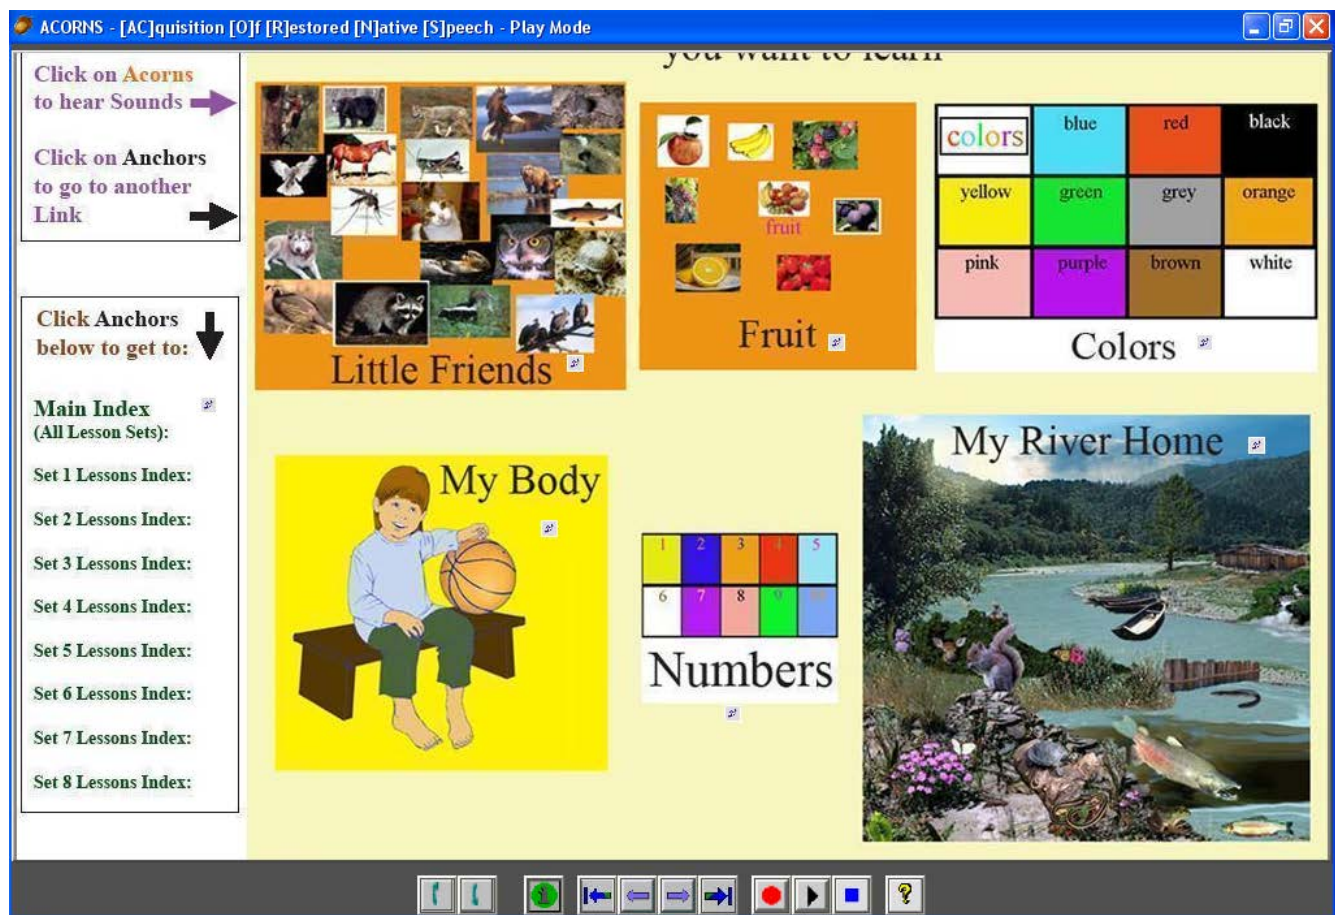 ACORNS - [AC]quisition [O]f [R]estored [N]ative [S]peech - Play Mode
you want to learn
Click on Acorns
to hear Sounds
Click on Anchors
to go to another
Link
Click Anchors
below to get to:
Main Index
(All Lesson Sets):
Set 1 Lessons Index:
Set 2 Lessons Index:
Set 3 Lessons Index:
Set 4 Lessons Index:
Set 5 Lessons Index:
Set 6 Lessons Index:
Set 7 Lessons Index:
Set 8 Lessons Index:
Little Friends
fruit
Fruit
colors blue red black
yellow green grey orange
pink purple brown white
Colors
My Body
1 2 3 4 5
6 7 8 9 10
Numbers
My River Home
?